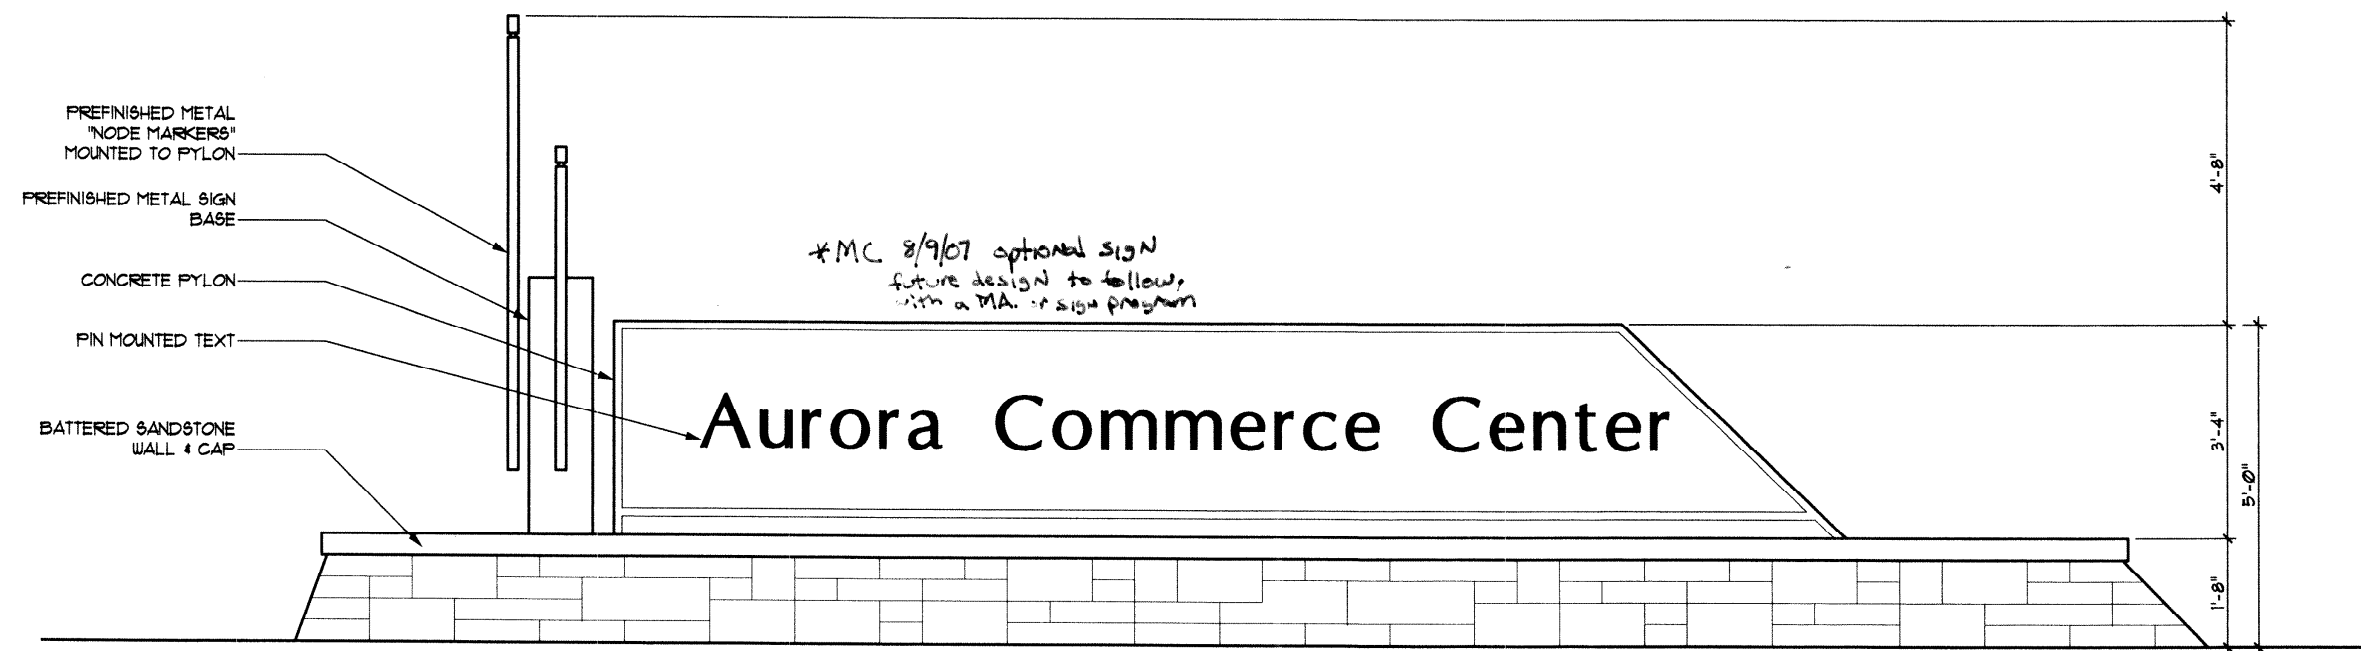 PREFINISHED METAL
"NODE MARKERS"
MOUNTED TO PYLON
PREFINISHED METAL SIGN
BASE
CONCRETE PYLON
PIN MOUNTED TEXT
BATTERED SANDSTONE
WALL & CAP
*MC 8/9/07 optional sign
future design to follow,
with a MA. or sign program
Aurora Commerce Center
4'-8"
3'-4"
5'-0"
1'-8"